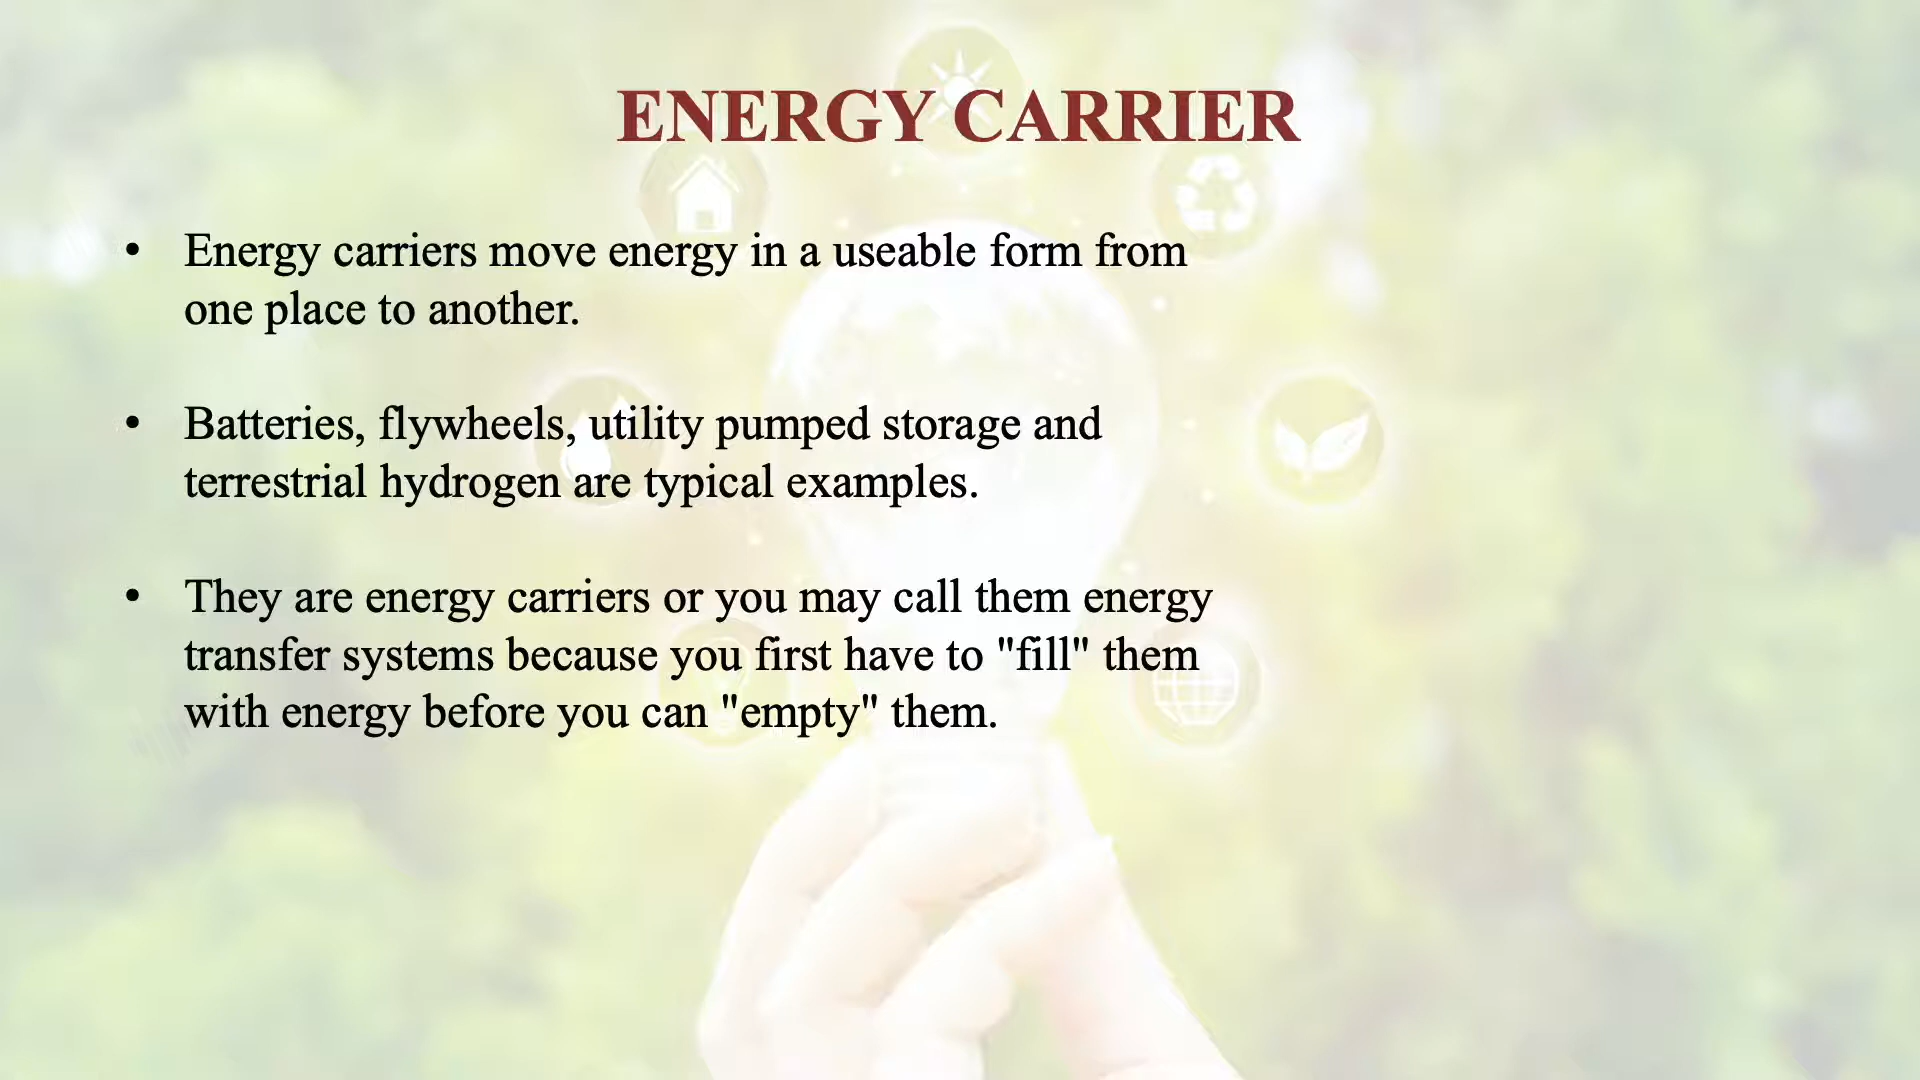 ENERGY CARRIER
• Energy carriers move energy in a useable form from
one place to another.
• Batteries, flywheels, utility pumped storage and
terrestrial hydrogen are typical examples.
• They are energy carriers or you may call them energy
transfer systems because you first have to "fill" them
with energy before you can "empty" them.